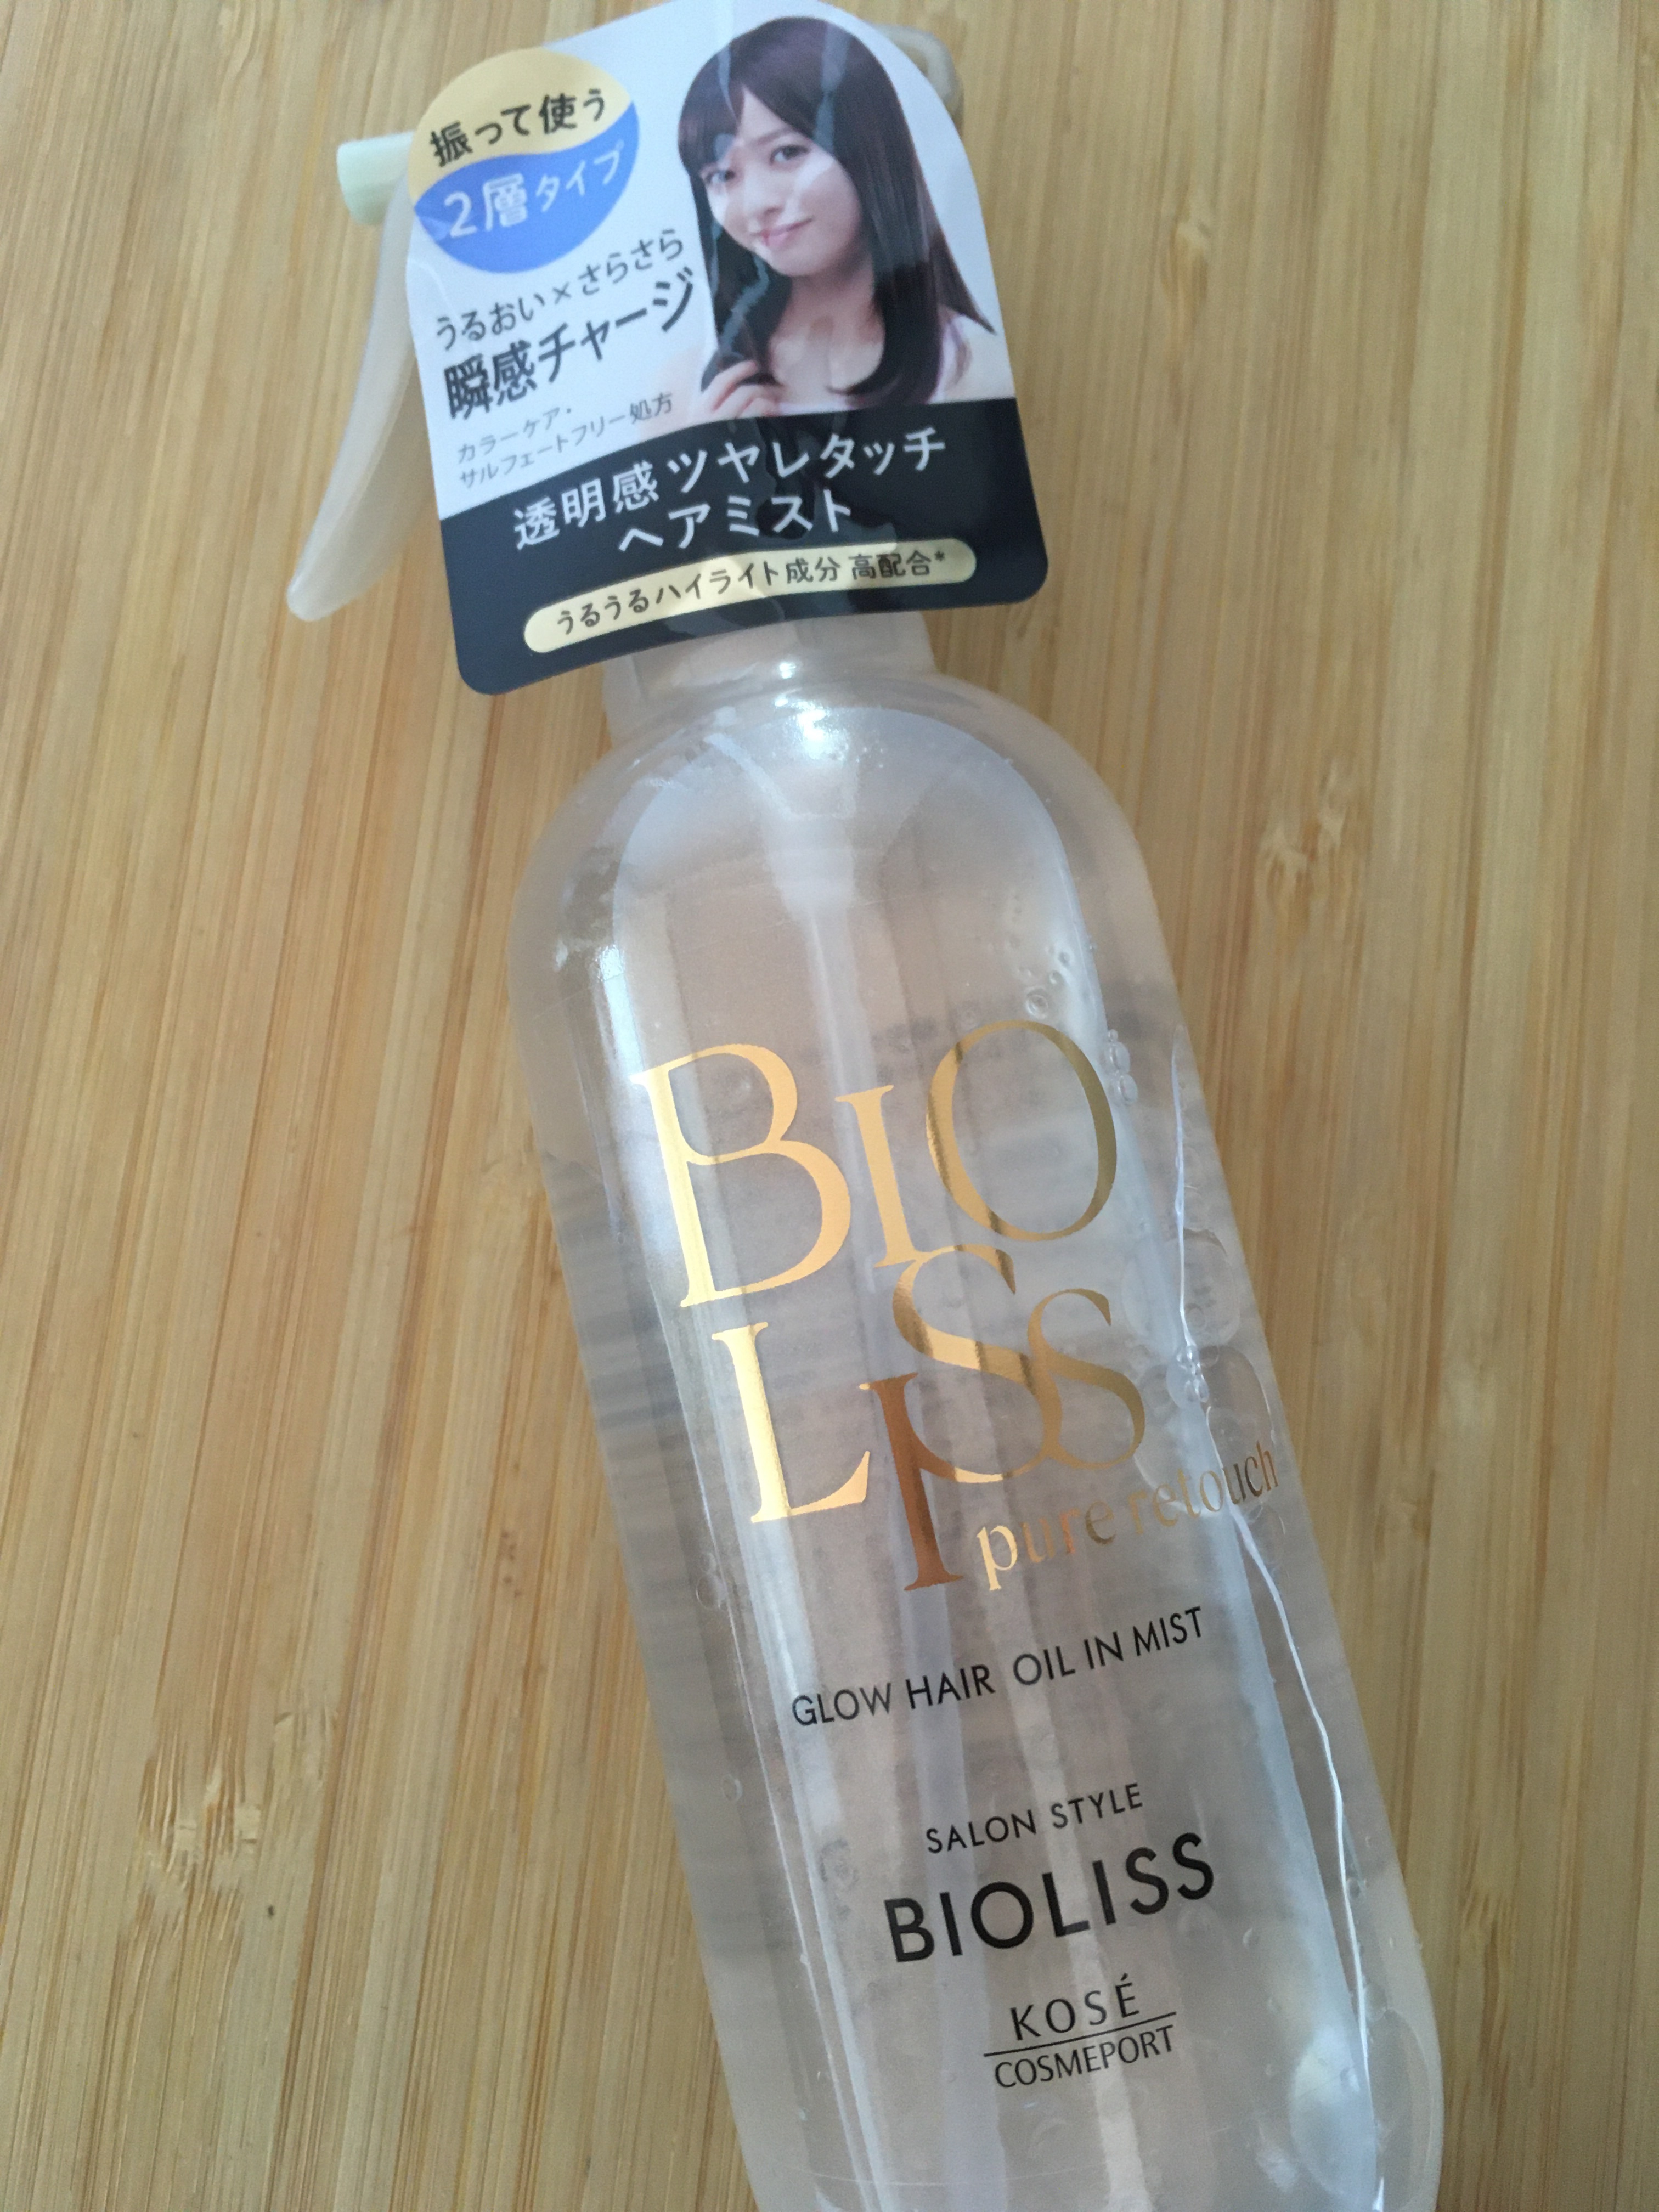 振って使う
2層タイプ
うるおい×さらさら
瞬感チャージ
カラーケア・
サルフェートフリー処方
透明感 ツヤレタッチ
ヘアミスト
うるうるハイライト成分 高配合*
BIO
LISS
pure retouch
GLOW HAIR OIL IN MIST
SALON STYLE
BIOLISS
KOSÉ
COSMEPORT